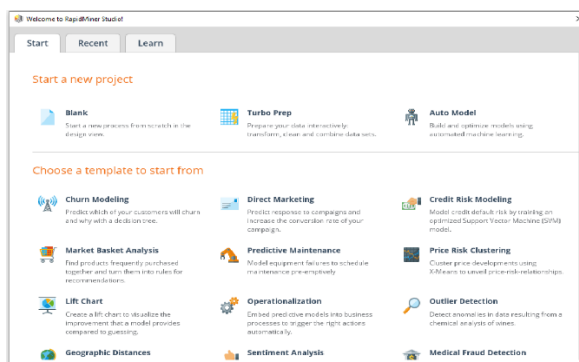 Welcome to RapidMiner Studio!
Start Recent Learn
Start a new project
Blank
Start a new process from scratch in the
design view.
Turbo Prep
Prepare your data interactively:
transform, clean and combine data sets.
Auto Model
Build and optimize models using
automated machine learning.
Choose a template to start from
Churn Modeling
Predict which of your customers will churn
and why with a decision tree.
Direct Marketing
Predict response to campaigns and
increase the conversion rate of your
campaign.
Credit Risk Modeling
Model credit default risk by training an
optimized Support Vector Machine (SVM)
model.
Market Basket Analysis
Find products frequently purchased
together and turn them into rules for
recommendations.
Predictive Maintenance
Model equipment failures to schedule
maintenance pre-emptively
Price Risk Clustering
Cluster price developments using
X-Means to unveil price-risk-relationships.
Lift Chart
Create a lift chart to visualize the
improvement that a model provides
compared to guessing.
Operationalization
Embed predictive models into business
processes to trigger the right actions
automatically.
Outlier Detection
Detect anomalies in data resulting from a
chemical analysis of wines.
Geographic Distances
Sentiment Analysis
Medical Fraud Detection